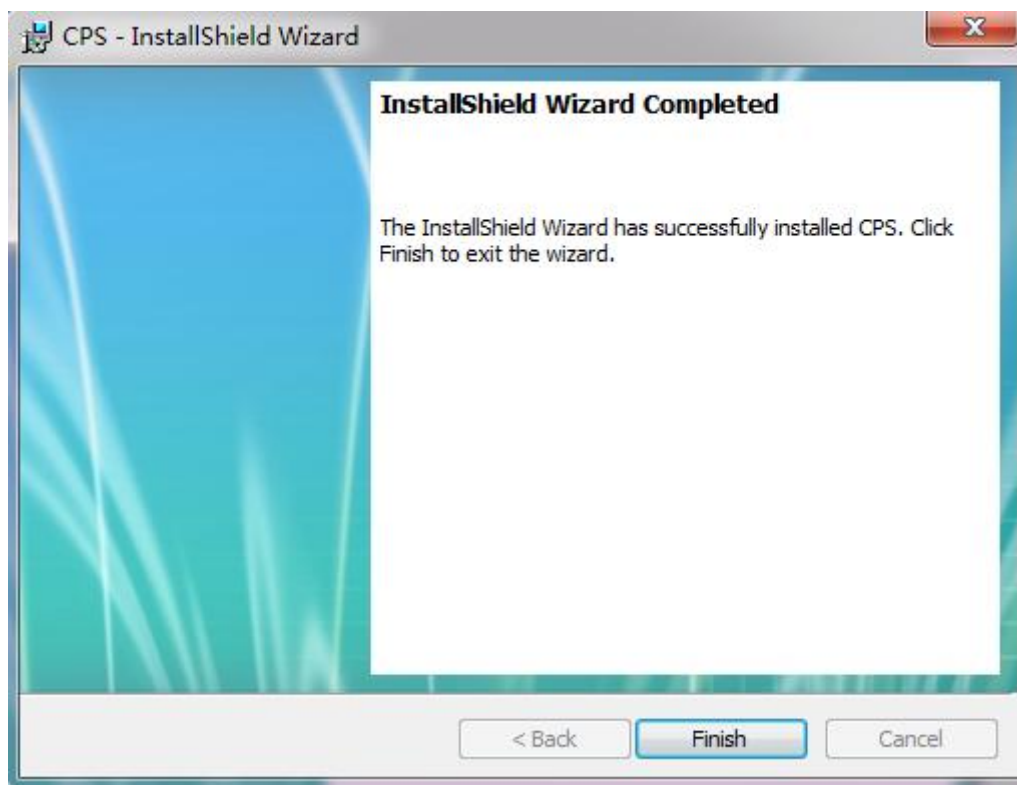 CPS - InstallShield Wizard
InstallShield Wizard Completed
The InstallShield Wizard has successfully installed CPS. Click
Finish to exit the wizard.
< Back
Finish
Cancel